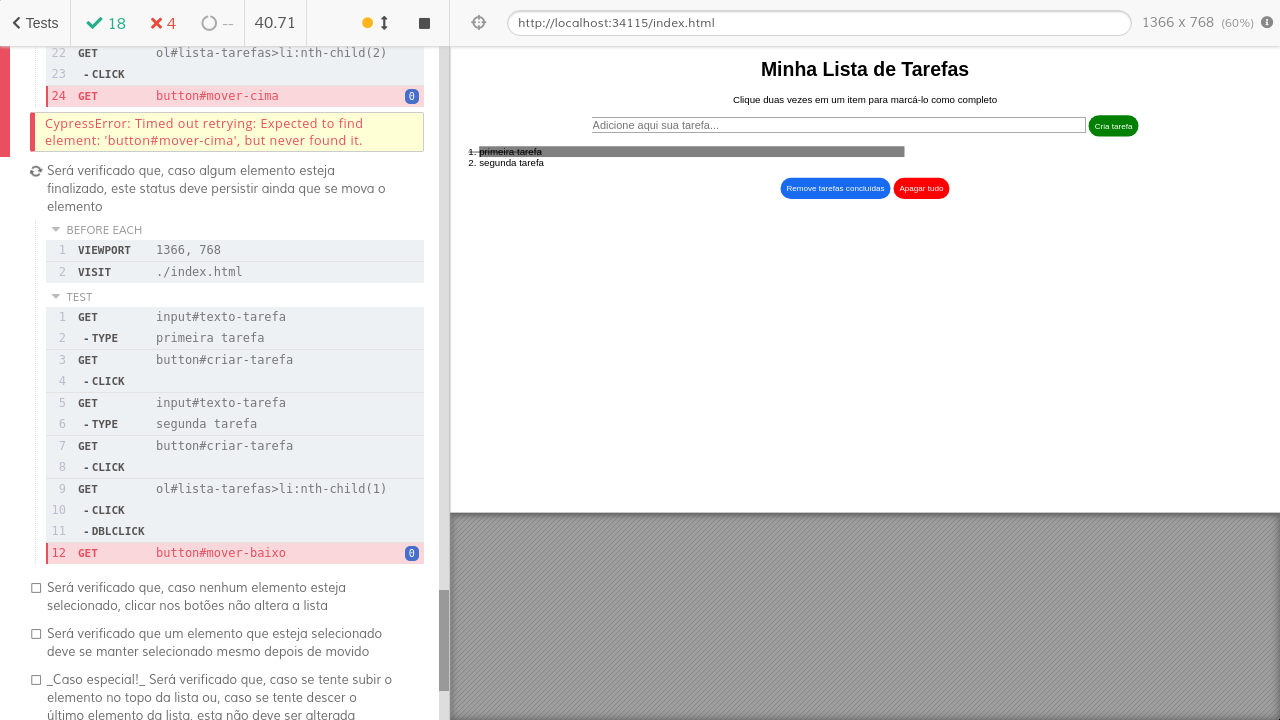 Tests 18 4 -- 40.71
http://localhost:34115/index.html 1366 x 768 (60%)
22 GET ol#lista-tarefas>li:nth-child(2)
23 -CLICK
24 GET button#mover-cima 0
CypressError: Timed out retrying: Expected to find
element: 'button#mover-cima', but never found it.
Será verificado que, caso algum elemento esteja
finalizado, este status deve persistir ainda que se mova o
elemento
BEFORE EACH
1 VIEWPORT 1366, 768
2 VISIT ./index.html
TEST
1 GET input#texto-tarefa
2 -TYPE primeira tarefa
3 GET button#criar-tarefa
4 -CLICK
5 GET input#texto-tarefa
6 -TYPE segunda tarefa
7 GET button#criar-tarefa
8 -CLICK
9 GET ol#lista-tarefas>li:nth-child(1)
10 -CLICK
11 -DBLCLICK
12 GET button#mover-baixo 0
Será verificado que, caso nenhum elemento esteja
selecionado, clicar nos botões não altera a lista
Será verificado que um elemento que esteja selecionado
deve se manter selecionado mesmo depois de movido
_Caso especial!_ Será verificado que, caso se tente subir o
elemento no topo da lista ou, caso se tente descer o
último elemento da lista, esta não deve ser alterada
Minha Lista de Tarefas
Clique duas vezes em um item para marcá-lo como completo
Adicione aqui sua tarefa... Cria tarefa
1. primeira tarefa
2. segunda tarefa
Remove tarefas concluidas Apagar tudo